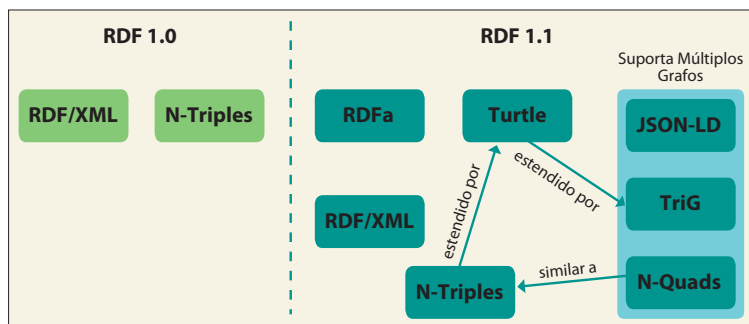 RDF 1.0
RDF/XML
N-Triples
RDF 1.1
Suporta Múltiplos
Grafos
RDFa
Turtle
JSON-LD
estendido por
estendido por
TriG
RDF/XML
N-Triples
similar a
N-Quads